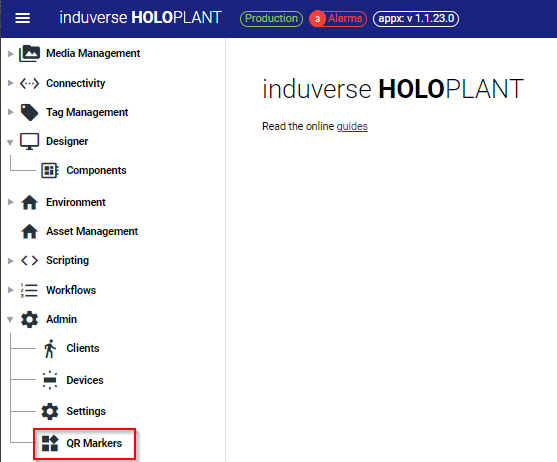 induverse HOLOPLANT Production 3 Alarms appx: v 1.1.23.0
Media Management
Connectivity
Tag Management
Designer
Components
Environment
Asset Management
Scripting
Workflows
Admin
Clients
Devices
Settings
QR Markers
induverse HOLOPLANT
Read the online guides